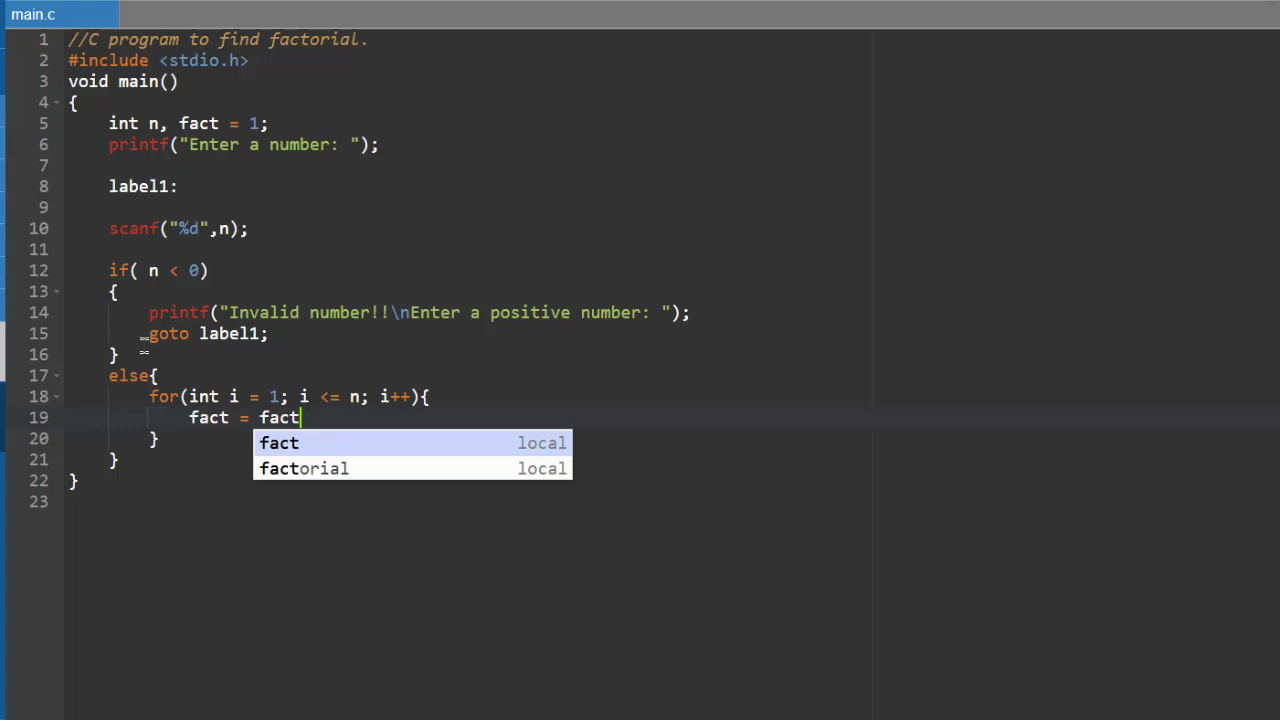 main.c
1 //C program to find factorial.
2 #include <stdio.h>
3 void main()
4 {
5 int n, fact = 1;
6 printf("Enter a number: ");
7
8 label1:
9
10 scanf("%d",n);
11
12 if( n < 0)
13 {
14 printf("Invalid number!!\nEnter a positive number: ");
15 goto label1;
16 }
17 else{
18 for(int i = 1; i <= n; i++){
19 fact = fact
20 }
fact local
21 }
factorial local
22 }
23